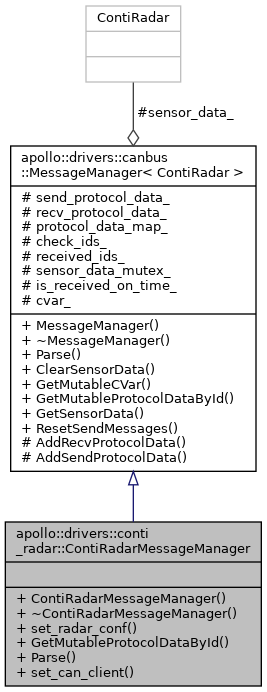 ContiRadar
#sensor_data_
apollo::drivers::canbus
::MessageManager< ContiRadar >
# send_protocol_data_
# recv_protocol_data_
# protocol_data_map_
# check_ids_
# received_ids_
# sensor_data_mutex_
# is_received_on_time_
# cvar_
+ MessageManager()
+ ~MessageManager()
+ Parse()
+ ClearSensorData()
+ GetMutableCVar()
+ GetMutableProtocolDataById()
+ GetSensorData()
+ ResetSendMessages()
# AddRecvProtocolData()
# AddSendProtocolData()
apollo::drivers::conti
_radar::ContiRadarMessageManager
+ ContiRadarMessageManager()
+ ~ContiRadarMessageManager()
+ set_radar_conf()
+ GetMutableProtocolDataById()
+ Parse()
+ set_can_client()